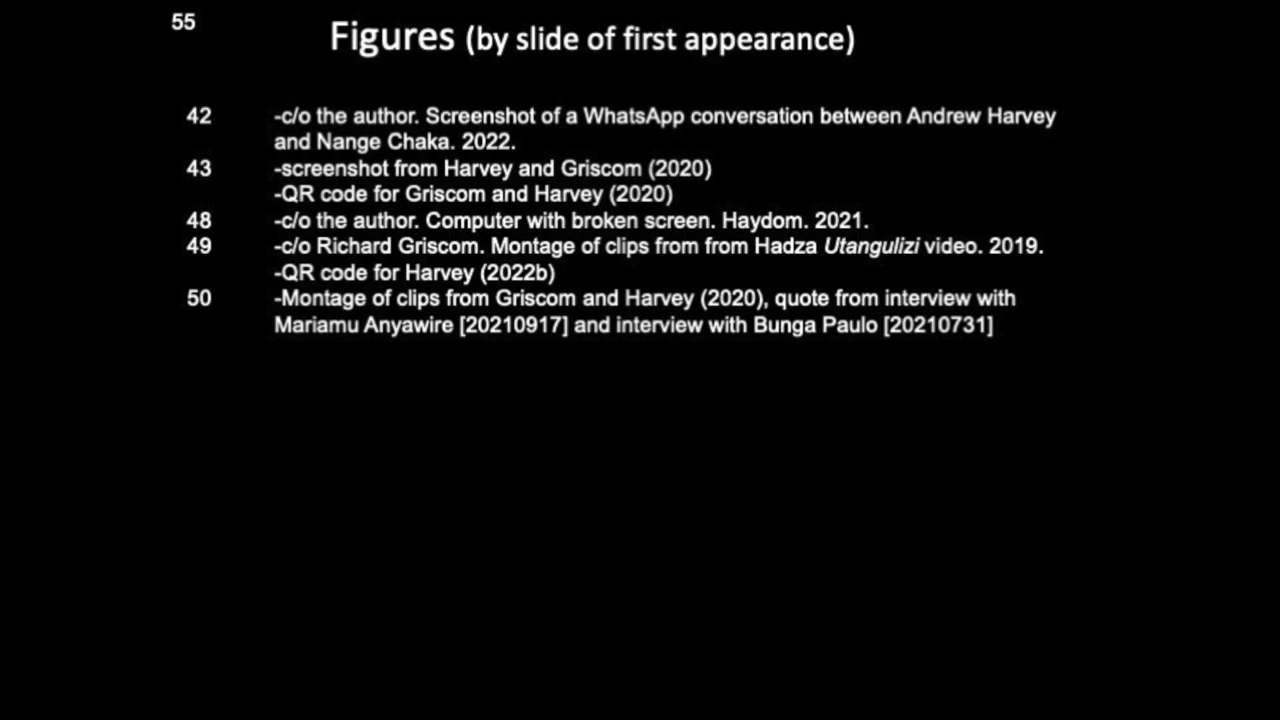 55
Figures (by slide of first appearance)
42 -c/o the author. Screenshot of a WhatsApp conversation between Andrew Harvey
and Nange Chaka. 2022.
43 -screenshot from Harvey and Griscom (2020)
-QR code for Griscom and Harvey (2020)
48 -c/o the author. Computer with broken screen. Haydom. 2021.
49 -c/o Richard Griscom. Montage of clips from from Hadza Utangulizi video. 2019.
-QR code for Harvey (2022b)
50 -Montage of clips from Griscom and Harvey (2020), quote from interview with
Mariamu Anyawire [20210917] and interview with Bunga Paulo [20210731]